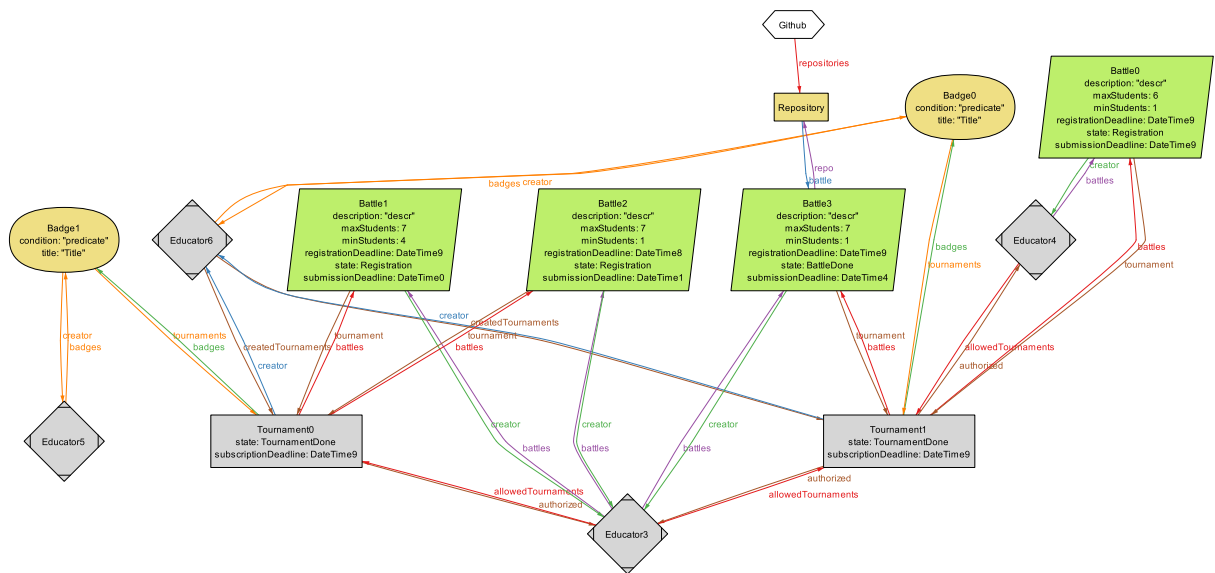 Github
repositories
Repository
Badge0
condition: "predicate"
title: "Title"
Battle0
description: "descr"
maxStudents: 6
minStudents: 1
registrationDeadline: DateTime9
state: Registration
submissionDeadline: DateTime9
repo
battle
creator
battles
badges
creator
Badge1
condition: "predicate"
title: "Title"
Educator6
Battle1
description: "descr"
maxStudents: 7
minStudents: 4
registrationDeadline: DateTime9
state: Registration
submissionDeadline: DateTime0
Battle2
description: "descr"
maxStudents: 7
minStudents: 1
registrationDeadline: DateTime8
state: Registration
submissionDeadline: DateTime1
Battle3
description: "descr"
maxStudents: 7
minStudents: 1
registrationDeadline: DateTime9
state: BattleDone
submissionDeadline: DateTime4
Educator4
badges
tournaments
battles
tournament
creator
createdTournaments
creator
badges
tournaments
badges
createdTournaments
creator
tournament
battles
tournament
battles
tournament
battles
allowedTournaments
authorized
Educator5
Tournament0
state: TournamentDone
subscriptionDeadline: DateTime9
creator
battles
creator
battles
creator
battles
Tournament1
state: TournamentDone
subscriptionDeadline: DateTime9
allowedTournaments
authorized
authorized
allowedTournaments
Educator3